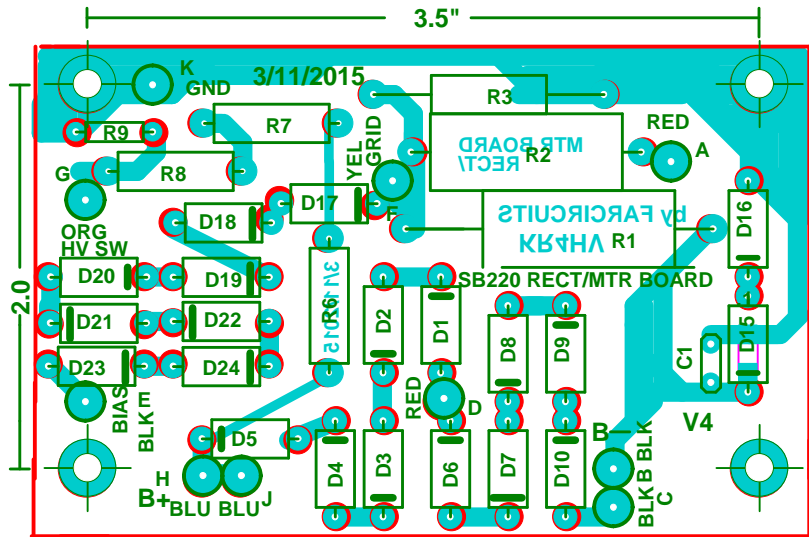 3.5"
K
GND
3/11/2015
R3
RED
R9
R7
YEL
GRID
MTR BOARD
RECT/
R2
A
G
R8
D17
F
D18
by FARCIRCUITS
KR4HV
R1
D16
ORG
HV SW
D20
D19
SB220 RECT/MTR BOARD
2.0
D21
D22
R6
3/11/2015
D2
D1
D8
D9
C1
D15
D23
D24
BIAS
BLK
E
RED
D
V4
D5
B-
H
B+
BLU
BLU
J
D4
D3
D6
D7
D10
BLK B
BLK
C